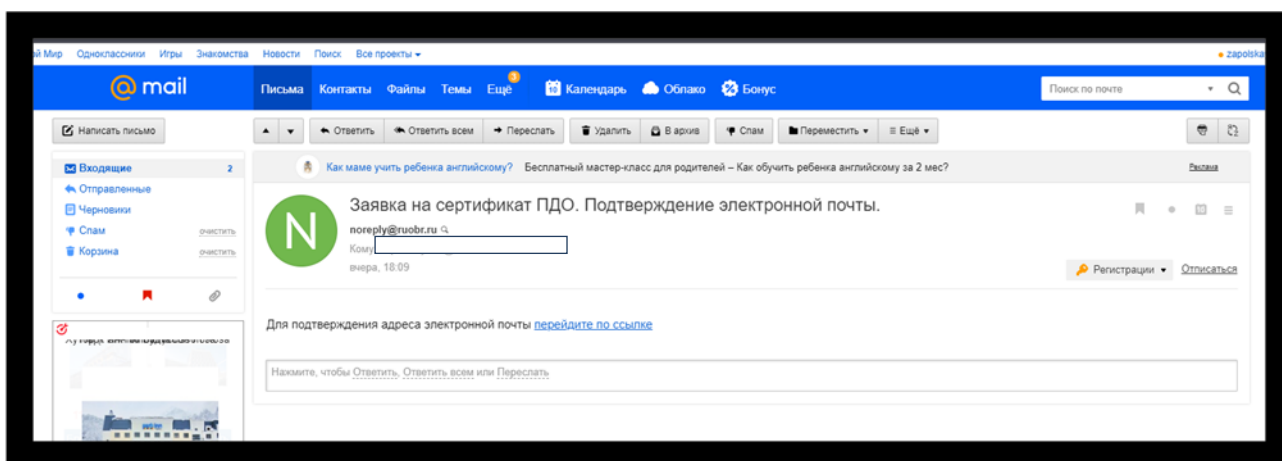 ой Мир Одноклассники Игры Знакомства Новости Поиск Все проекты zapolska
@ mail Письма Контакты Файлы Темы Ещё 3 10 Календарь Облако Бонус Поиск по почте
Написать письмо Ответить Ответить всем Переслать Удалить В архив Спам Переместить Ещё
Входящие 2
Отправленные
Черновики
Спам очистить
Корзина очистить
Как маме учить ребенка английскому? Бесплатный мастер-класс для родителей – Как обучить ребенка английскому за 2 мес? Реклама
N
Заявка на сертификат ПДО. Подтверждение электронной почты.
noreply@ruobr.ru
Кому
вчера, 18:09
Регистрации Отписаться
Для подтверждения адреса электронной почты перейдите по ссылке
Нажмите, чтобы Ответить, Ответить всем или Переслать